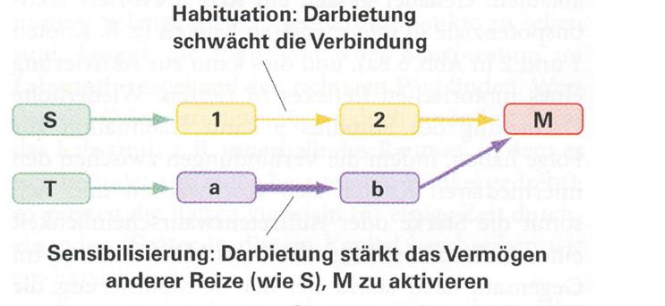 Habituation: Darbietung
schwächt die Verbindung
S 1 2 M
T a b
Sensibilisierung: Darbietung stärkt das Vermögen
anderer Reize (wie S), M zu aktivieren